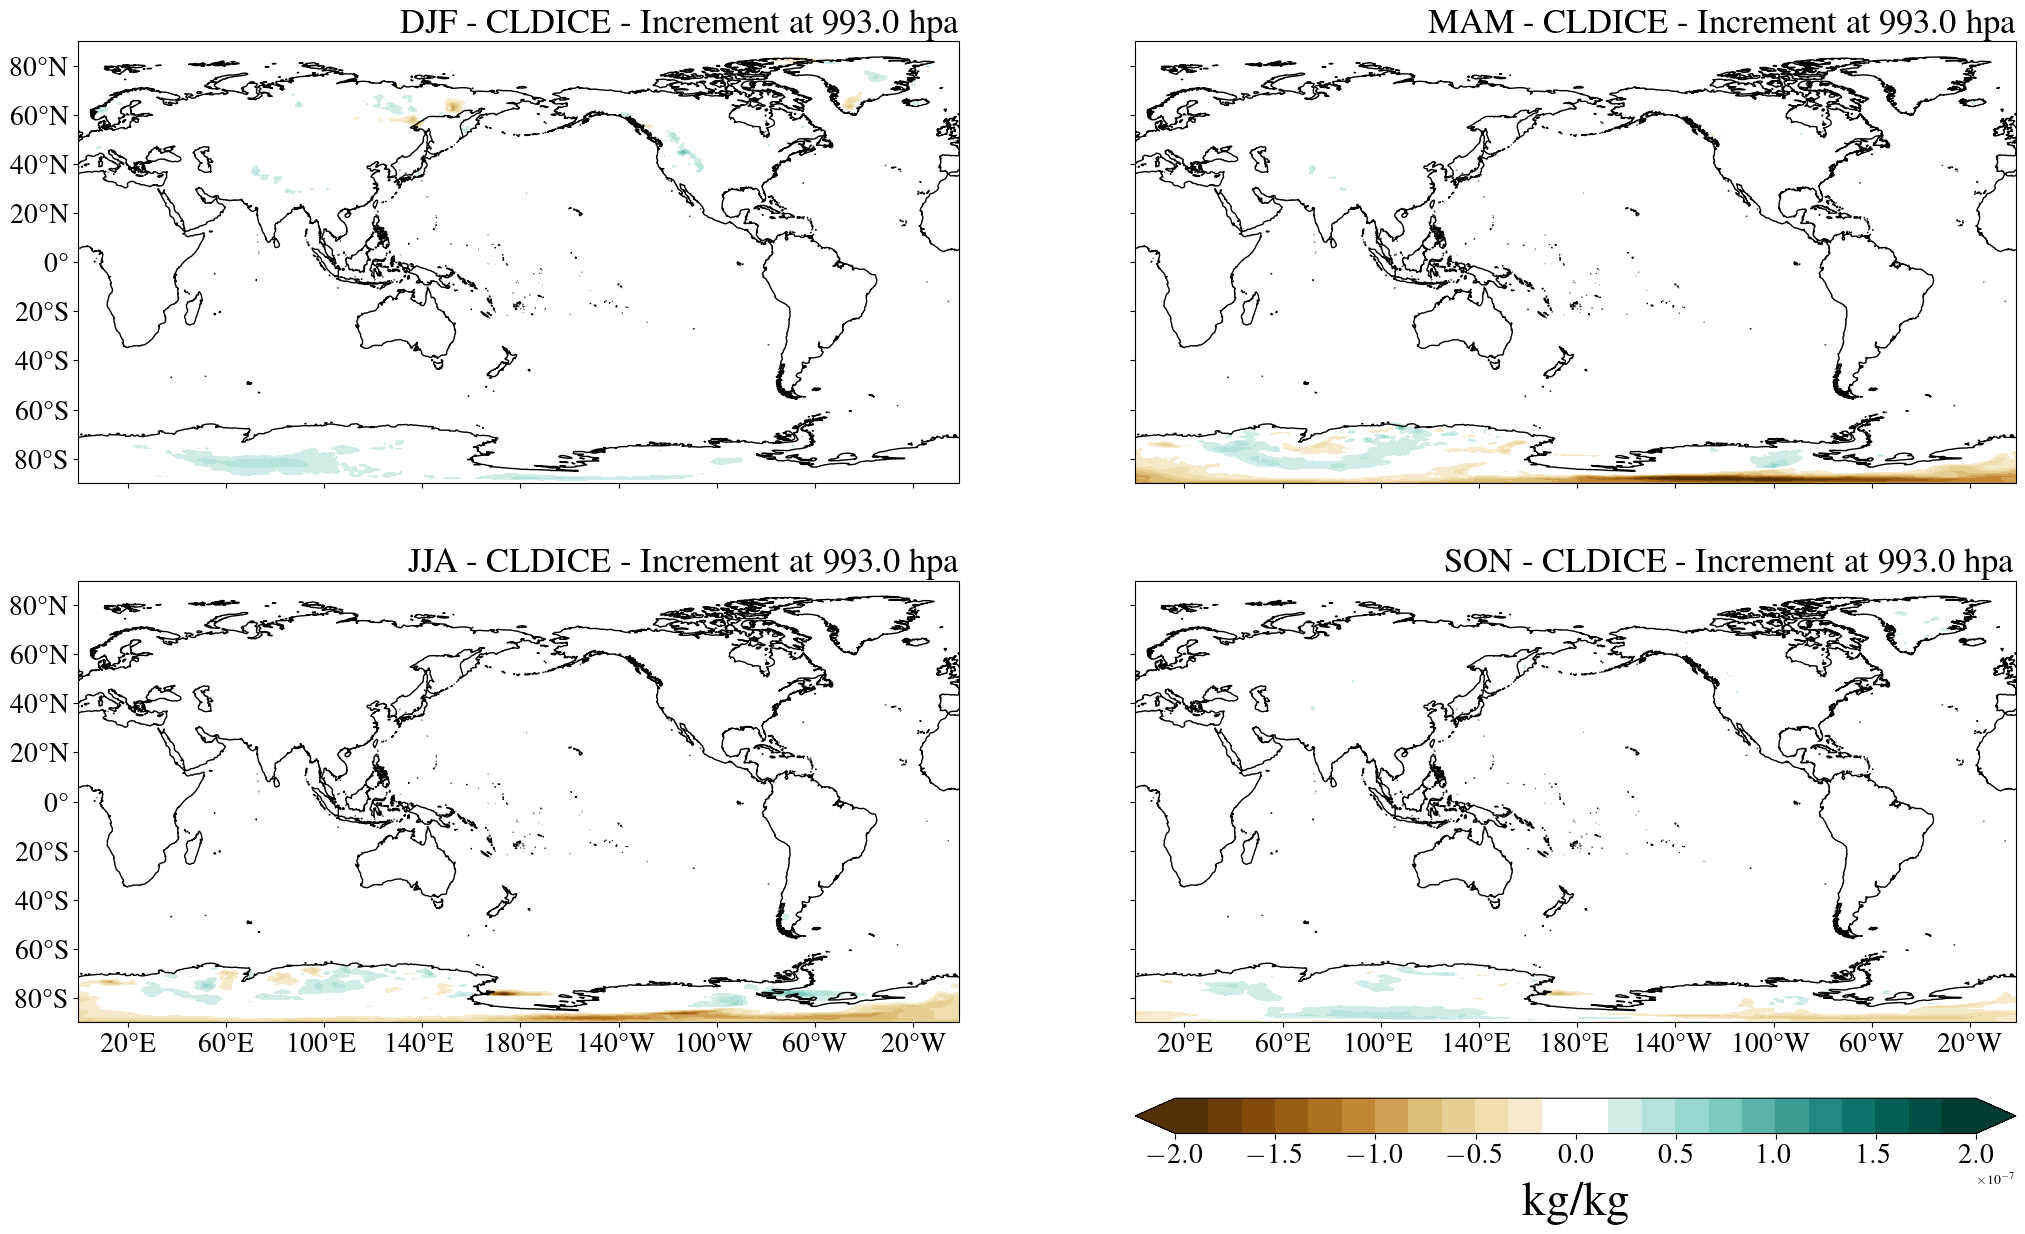 DJF - CLDICE - Increment at 993.0 hpa
MAM - CLDICE - Increment at 993.0 hpa
80°N
60°N
40°N
20°N
0°
20°S
40°S
60°S
80°S
JJA - CLDICE - Increment at 993.0 hpa
SON - CLDICE - Increment at 993.0 hpa
80°N
60°N
40°N
20°N
0°
20°S
40°S
60°S
80°S
20°E 60°E 100°E 140°E 180°E 140°W 100°W 60°W 20°W
20°E 60°E 100°E 140°E 180°E 140°W 100°W 60°W 20°W
−2.0 −1.5 −1.0 −0.5 0.0 0.5 1.0 1.5 2.0
×10⁻⁷
kg/kg